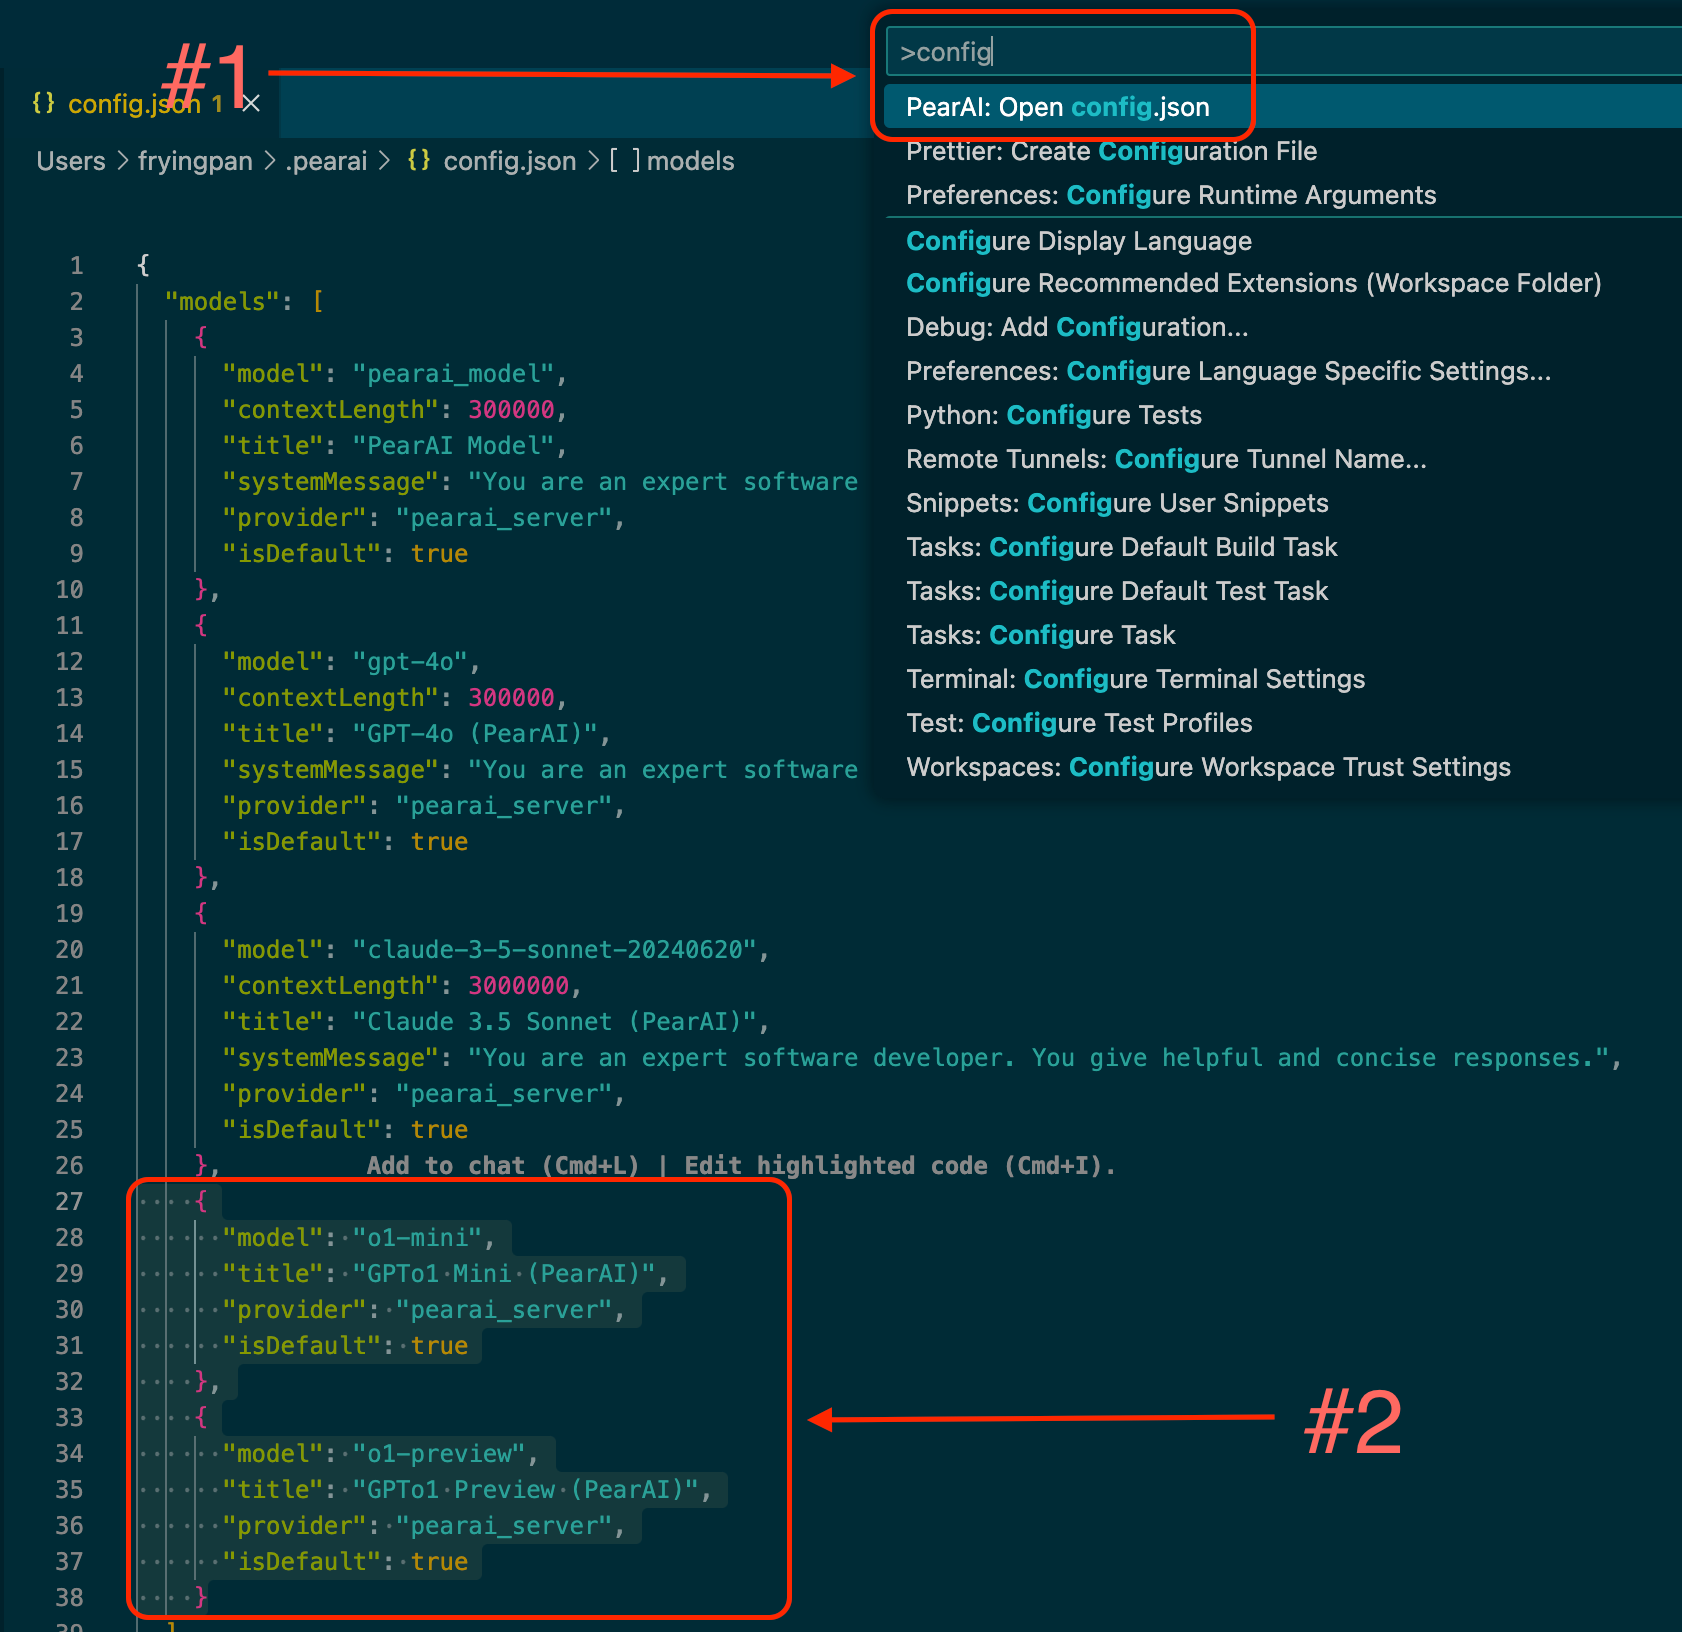 #1
config.json 1
Users > fryingpan > .pearai > {} config.json > [ ] models
>config
PearAI: Open config.json
Prettier: Create Configuration File
Preferences: Configure Runtime Arguments
Configure Display Language
Configure Recommended Extensions (Workspace Folder)
Debug: Add Configuration...
Preferences: Configure Language Specific Settings...
Python: Configure Tests
Remote Tunnels: Configure Tunnel Name...
Snippets: Configure User Snippets
Tasks: Configure Default Build Task
Tasks: Configure Default Test Task
Tasks: Configure Task
Terminal: Configure Terminal Settings
Test: Configure Test Profiles
Workspaces: Configure Workspace Trust Settings
1 {
2 "models": [
3 {
4 "model": "pearai_model",
5 "contextLength": 300000,
6 "title": "PearAI Model",
7 "systemMessage": "You are an expert software
8 "provider": "pearai_server",
9 "isDefault": true
10 },
11 {
12 "model": "gpt-4o",
13 "contextLength": 300000,
14 "title": "GPT-4o (PearAI)",
15 "systemMessage": "You are an expert software
16 "provider": "pearai_server",
17 "isDefault": true
18 },
19 {
20 "model": "claude-3-5-sonnet-20240620",
21 "contextLength": 3000000,
22 "title": "Claude 3.5 Sonnet (PearAI)",
23 "systemMessage": "You are an expert software developer. You give helpful and concise responses.",
24 "provider": "pearai_server",
25 "isDefault": true
26 }, Add to chat (Cmd+L) | Edit highlighted code (Cmd+I).
27 {
28 "model": "o1-mini",
29 "title": "GPTo1 Mini (PearAI)",
30 "provider": "pearai_server",
31 "isDefault": true
32 },
33 {
34 "model": "o1-preview",
35 "title": "GPTo1 Preview (PearAI)",
36 "provider": "pearai_server",
37 "isDefault": true
38 }
39 ]
#2